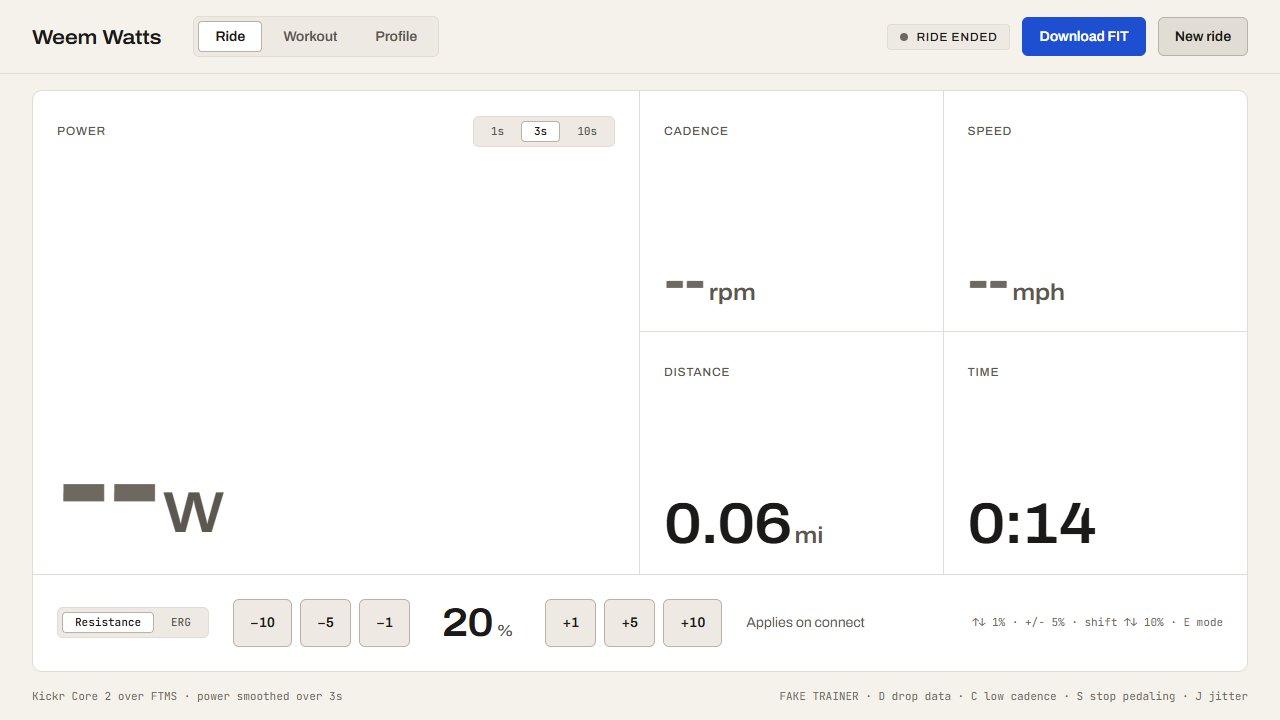 Weem Watts
Ride Workout Profile
RIDE ENDED
Download FIT
New ride
POWER
1s 3s 10s
CADENCE
SPEED
--rpm
--mph
DISTANCE
TIME
--W
0.06mi
0:14
Resistance ERG
−10 −5 −1
20%
+1 +5 +10
Applies on connect
↑↓ 1% · +/- 5% · shift ↑↓ 10% · E mode
Kickr Core 2 over FTMS · power smoothed over 3s
FAKE TRAINER · D drop data · C low cadence · S stop pedaling · J jitter